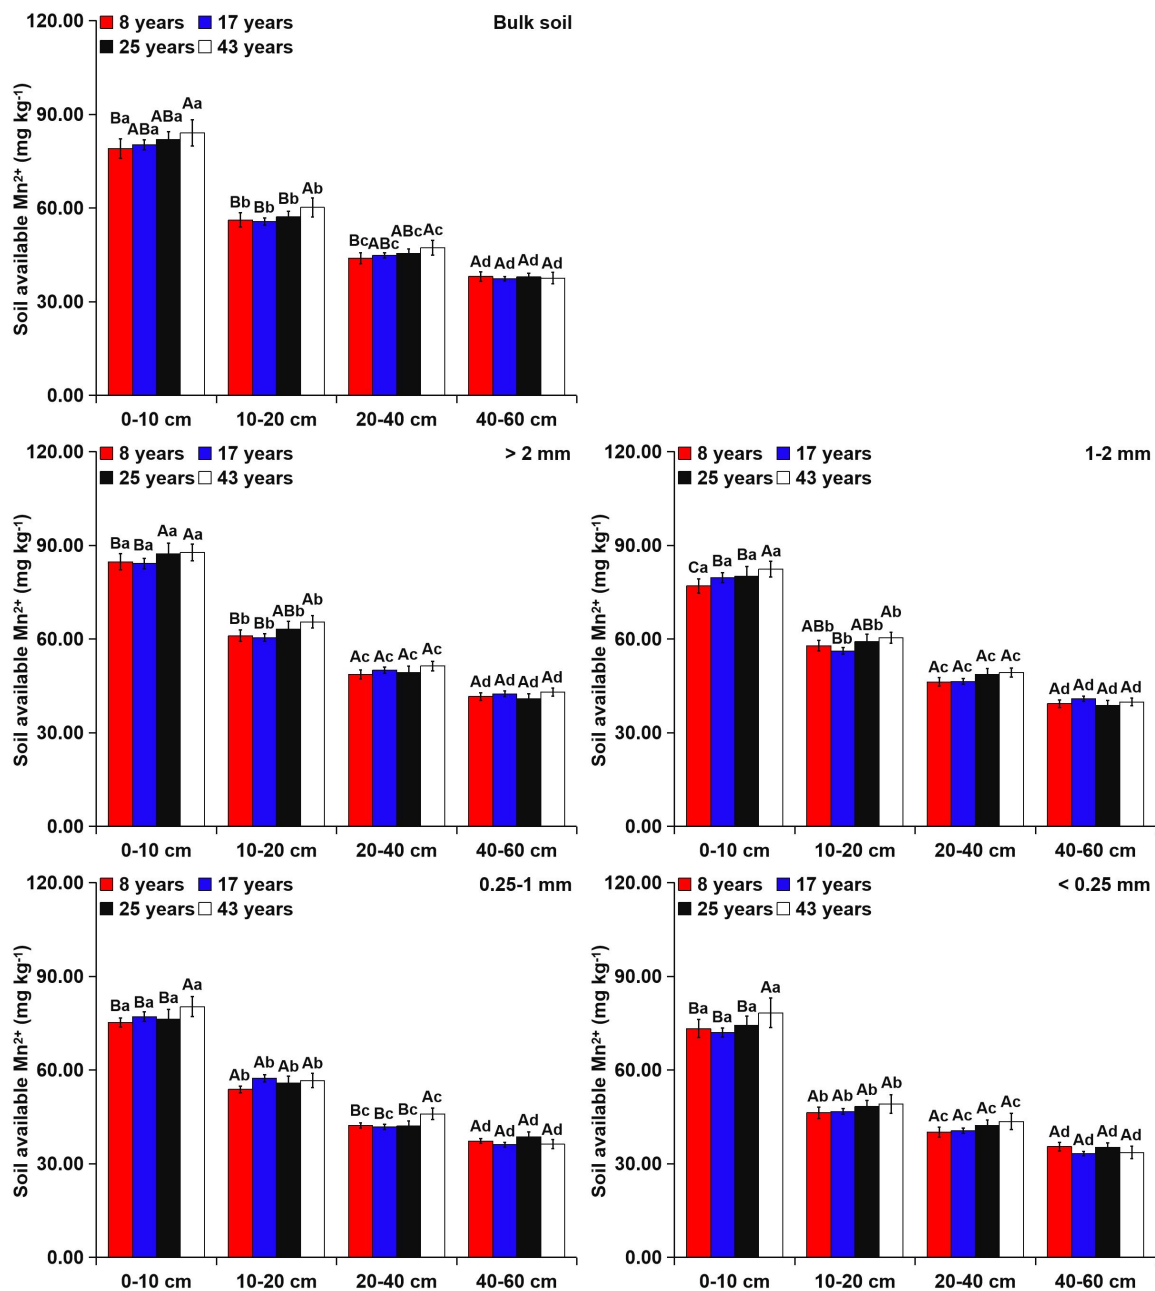 120.00
8 years 17 years Bulk soil
25 years 43 years
90.00
60.00
30.00
0.00
Soil available Mn²⁺ (mg kg⁻¹)
Ba ABa ABa Aa
Bb Bb Bb Ab
Bc ABc ABc Ac
Ad Ad Ad Ad
0-10 cm 10-20 cm 20-40 cm 40-60 cm
120.00
8 years 17 years > 2 mm
25 years 43 years
90.00
60.00
30.00
0.00
Soil available Mn²⁺ (mg kg⁻¹)
Ba Ba Aa Aa
Bb Bb ABb Ab
Ac Ac Ac Ac
Ad Ad Ad Ad
0-10 cm 10-20 cm 20-40 cm 40-60 cm
120.00
8 years 17 years 1-2 mm
25 years 43 years
90.00
60.00
30.00
0.00
Soil available Mn²⁺ (mg kg⁻¹)
Ca Ba Ba Aa
ABb Bb ABb Ab
Ac Ac Ac Ac
Ad Ad Ad Ad
0-10 cm 10-20 cm 20-40 cm 40-60 cm
120.00
8 years 17 years 0.25-1 mm
25 years 43 years
90.00
60.00
30.00
0.00
Soil available Mn²⁺ (mg kg⁻¹)
Ba Ba Ba Aa
Ab Ab Ab Ab
Bc Bc Bc Ac
Ad Ad Ad Ad
0-10 cm 10-20 cm 20-40 cm 40-60 cm
120.00
8 years 17 years < 0.25 mm
25 years 43 years
90.00
60.00
30.00
0.00
Soil available Mn²⁺ (mg kg⁻¹)
Ba Ba Ba Aa
Ab Ab Ab Ab
Ac Ac Ac Ac
Ad Ad Ad Ad
0-10 cm 10-20 cm 20-40 cm 40-60 cm